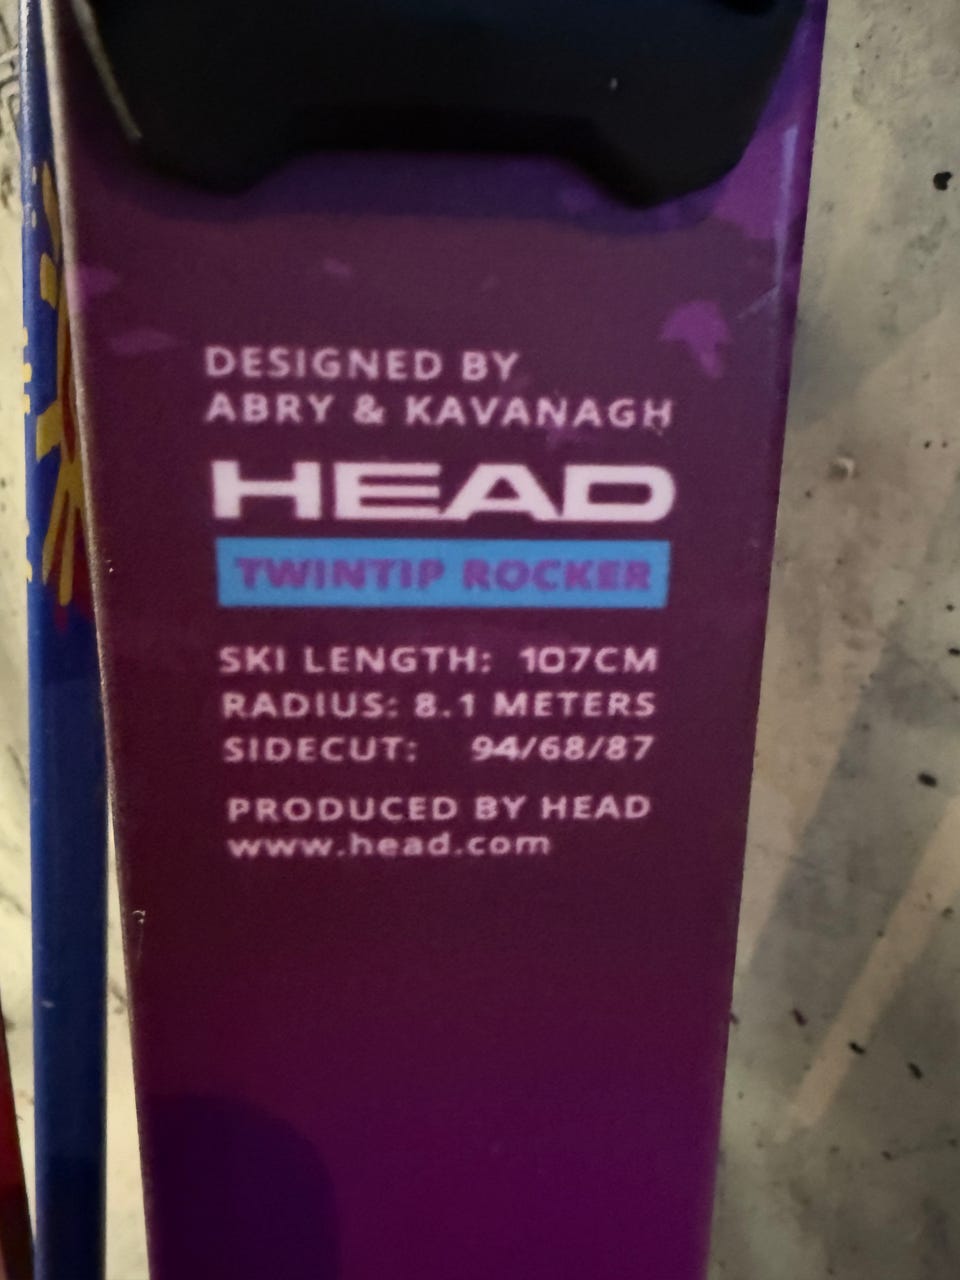 DESIGNED BY
ABRY & KAVANAGH
HEAD
TWINTIP ROCKER
SKI LENGTH: 107CM
RADIUS: 8.1 METERS
SIDECUT: 94/68/87
PRODUCED BY HEAD
www.head.com